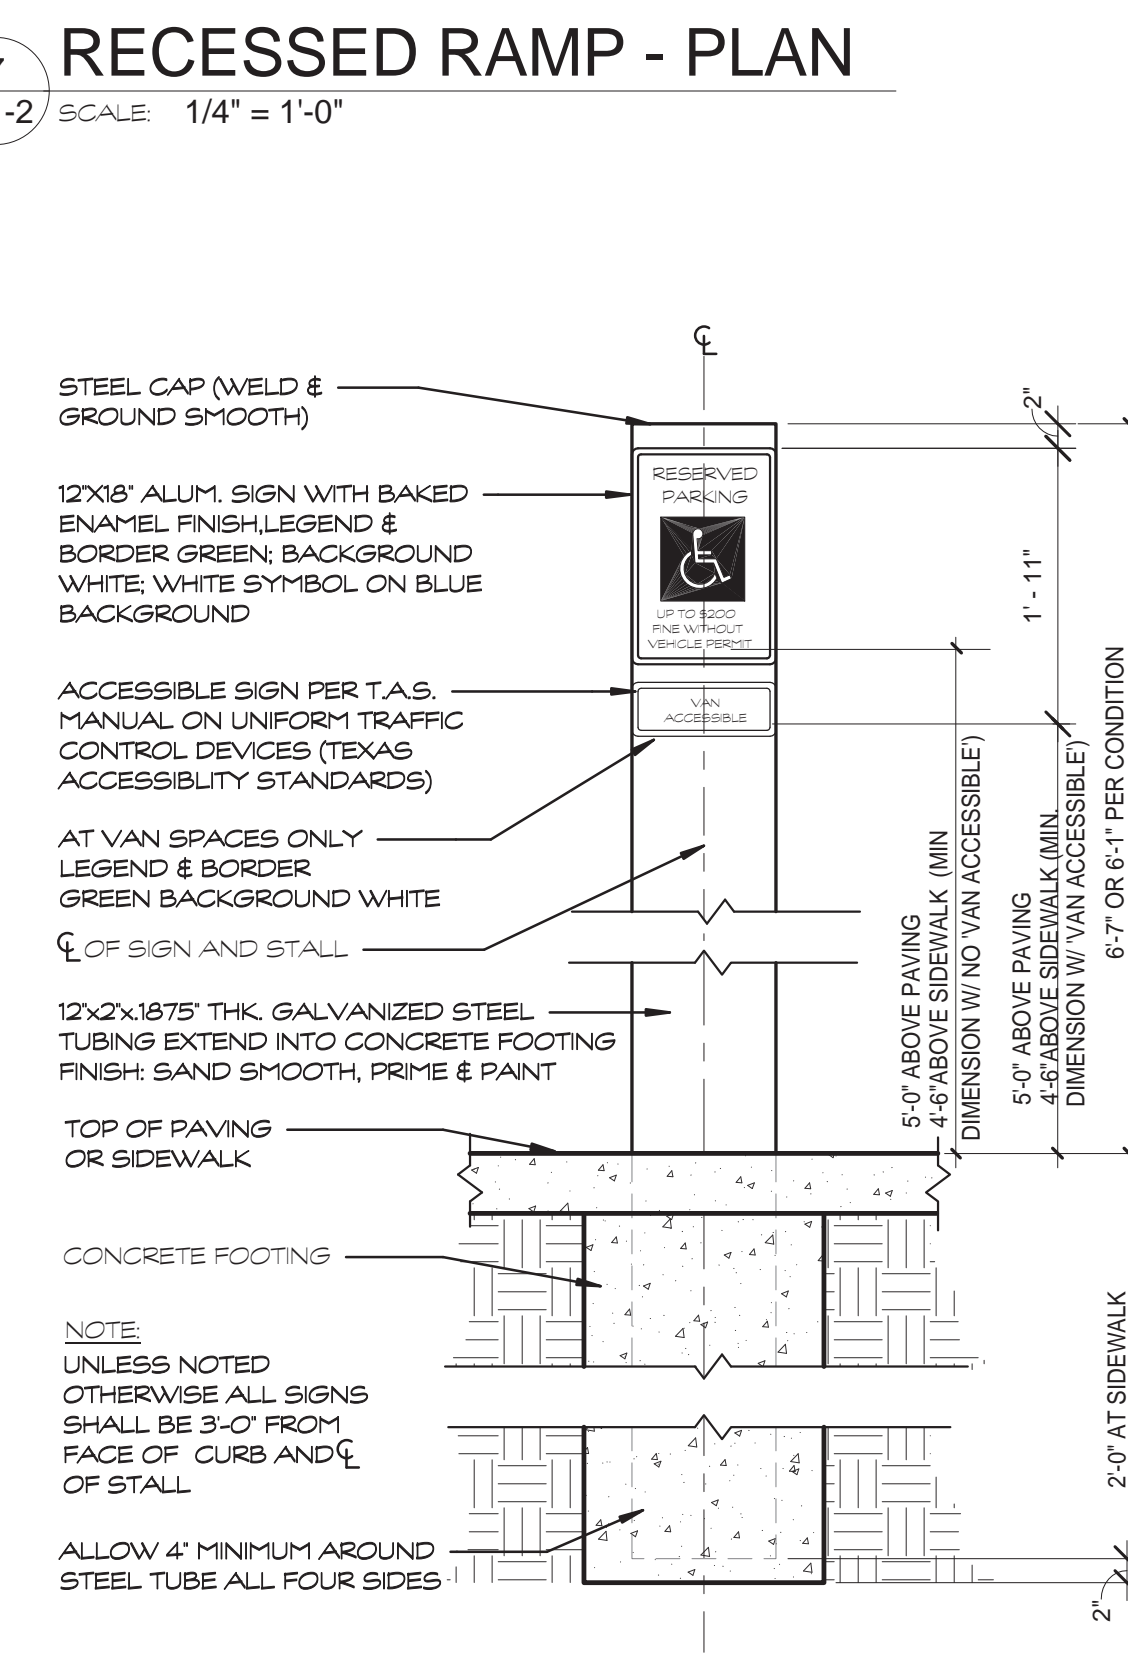 RECESSED RAMP - PLAN
-2
SCALE: 1/4" = 1'-0"
℄
STEEL CAP (WELD &
GROUND SMOOTH)
12"X18" ALUM. SIGN WITH BAKED
ENAMEL FINISH,LEGEND &
BORDER GREEN; BACKGROUND
WHITE; WHITE SYMBOL ON BLUE
BACKGROUND
ACCESSIBLE SIGN PER T.A.S.
MANUAL ON UNIFORM TRAFFIC
CONTROL DEVICES (TEXAS
ACCESSIBLITY STANDARDS)
AT VAN SPACES ONLY
LEGEND & BORDER
GREEN BACKGROUND WHITE
℄ OF SIGN AND STALL
12"x2"x.1875" THK. GALVANIZED STEEL
TUBING EXTEND INTO CONCRETE FOOTING
FINISH: SAND SMOOTH, PRIME & PAINT
TOP OF PAVING
OR SIDEWALK
CONCRETE FOOTING
NOTE:
UNLESS NOTED
OTHERWISE ALL SIGNS
SHALL BE 3'-0" FROM
FACE OF CURB AND ℄
OF STALL
ALLOW 4" MINIMUM AROUND
STEEL TUBE ALL FOUR SIDES
RESERVED
PARKING
UP TO $200
FINE WITHOUT
VEHICLE PERMIT
VAN
ACCESSIBLE
2"
1' - 11"
5'-0" ABOVE PAVING
4'-6"ABOVE SIDEWALK (MIN
DIMENSION W/ NO 'VAN ACCESSIBLE')
5'-0" ABOVE PAVING
4'-6"ABOVE SIDEWALK (MIN.
DIMENSION W/ 'VAN ACCESSIBLE')
6'-7" OR 6'-1" PER CONDITION
2'-0" AT SIDEWALK
2"